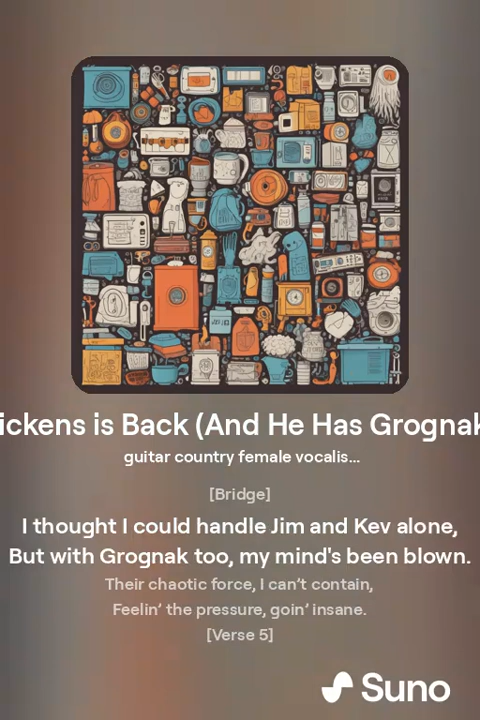 ickens is Back (And He Has Grognak
guitar country female vocalis...
[Bridge]
I thought I could handle Jim and Kev alone,
But with Grognak too, my mind's been blown.
Their chaotic force, I can't contain,
Feelin' the pressure, goin' insane.
[Verse 5]
Suno